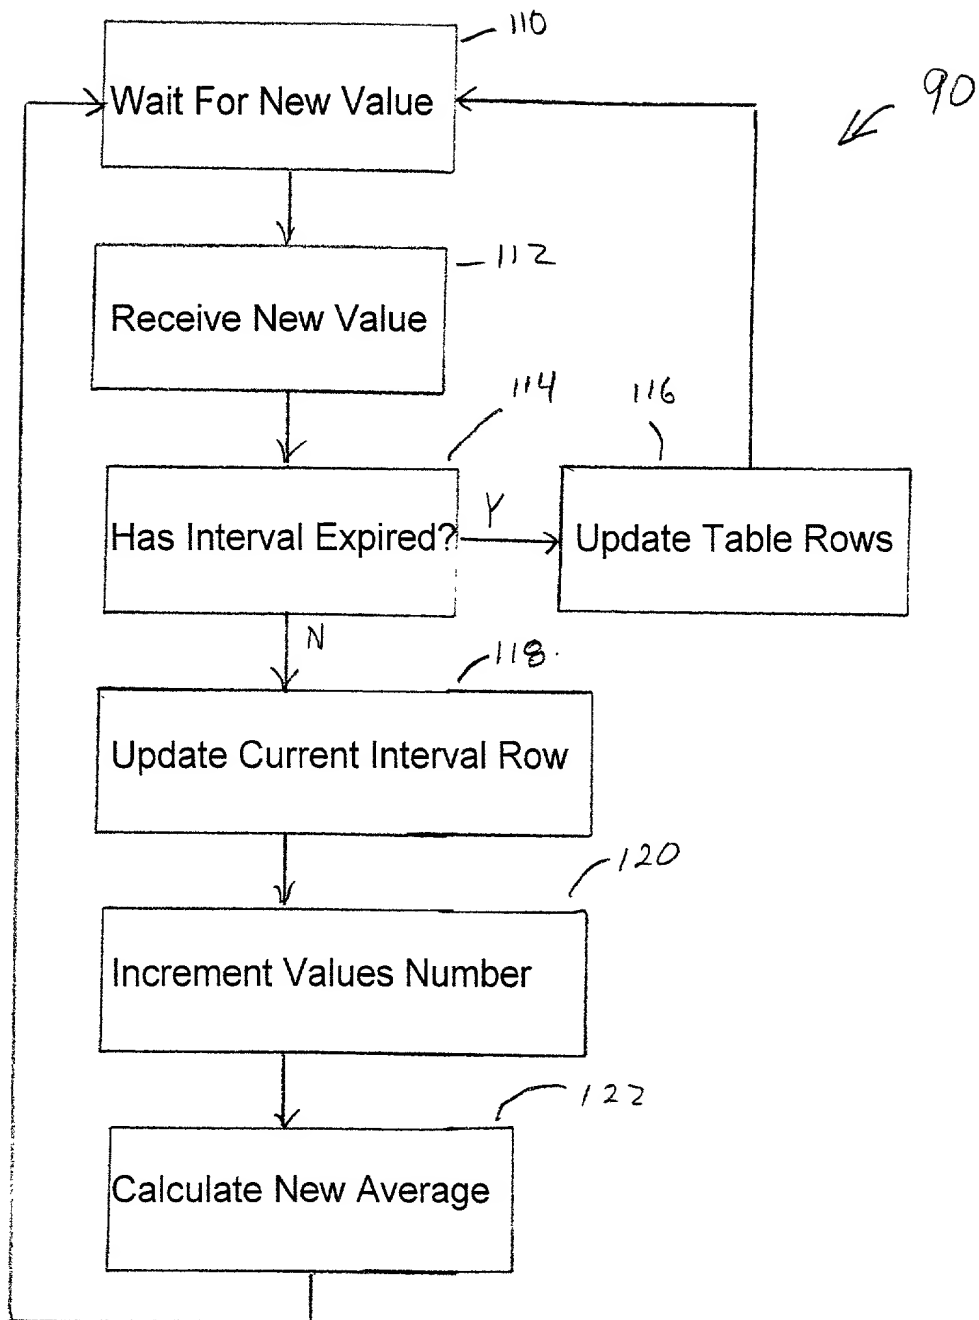 110
90
Wait For New Value
112
Receive New Value
114
116
Has Interval Expired?
Y
Update Table Rows
N
118.
Update Current Interval Row
120
Increment Values Number
122
Calculate New Average